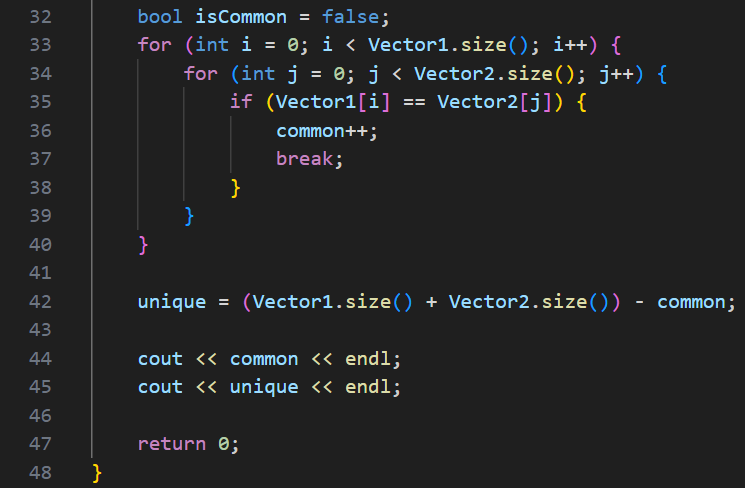 32 bool isCommon = false;
33 for (int i = 0; i < Vector1.size(); i++) {
34 for (int j = 0; j < Vector2.size(); j++) {
35 if (Vector1[i] == Vector2[j]) {
36 common++;
37 break;
38 }
39 }
40 }
41
42 unique = (Vector1.size() + Vector2.size()) - common;
43
44 cout << common << endl;
45 cout << unique << endl;
46
47 return 0;
48 }